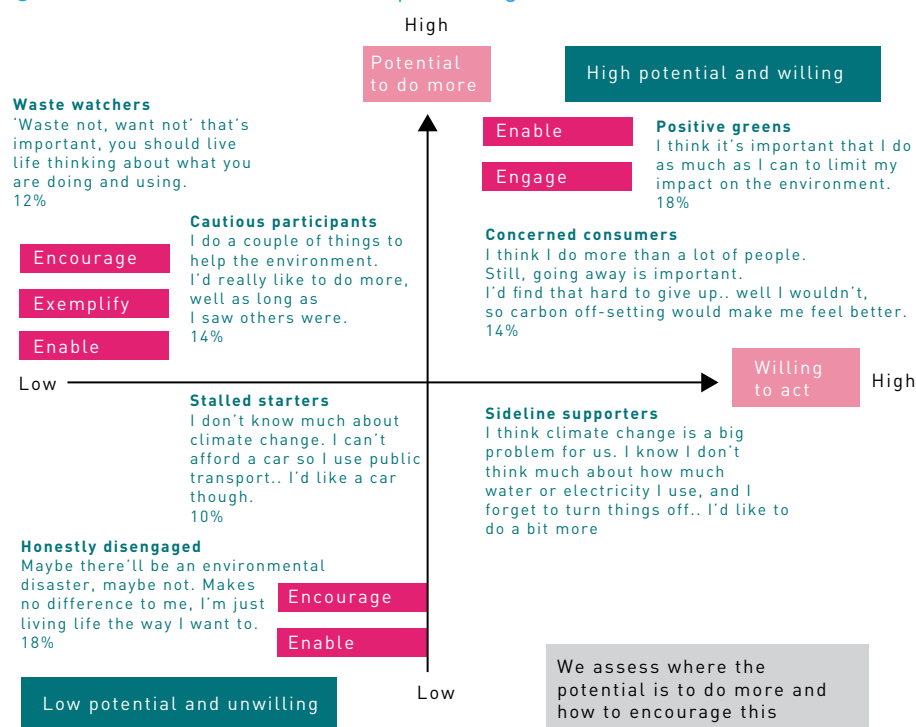 High
Potential
to do more
High potential and willing
Waste watchers
‘Waste not, want not’ that’s
important, you should live
life thinking about what you
are doing and using.
12%
Enable
Engage
Positive greens
I think it’s important that I do
as much as I can to limit my
impact on the environment.
18%
Cautious participants
I do a couple of things to
help the environment.
I’d really like to do more,
well as long as
I saw others were.
14%
Encourage
Exemplify
Enable
Concerned consumers
I think I do more than a lot of people.
Still, going away is important.
I’d find that hard to give up.. well I wouldn’t,
so carbon off-setting would make me feel better.
14%
Low
Willing
to act
High
Stalled starters
I don’t know much about
climate change. I can’t
afford a car so I use public
transport.. I’d like a car
though.
10%
Sideline supporters
I think climate change is a big
problem for us. I know I don’t
think much about how much
water or electricity I use, and I
forget to turn things off.. I’d like to
do a bit more
Honestly disengaged
Maybe there’ll be an environmental
disaster, maybe not. Makes
no difference to me, I’m just
living life the way I want to.
18%
Encourage
Enable
Low potential and unwilling
Low
We assess where the
potential is to do more and
how to encourage this